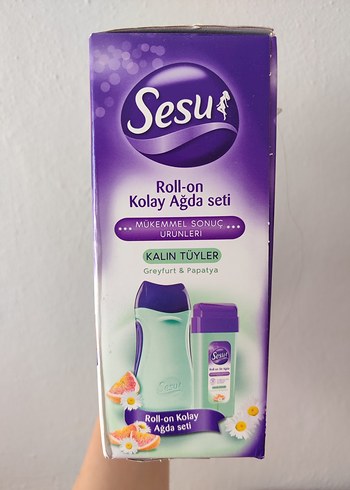 Sesu
Roll-on
Kolay Ağda seti
MÜKEMMEL SONUÇ
ÜRÜNLERİ
KALIN TÜYLER
Greyfurt & Papatya
Sesu
Sesu
Roll-on Kolay
Ağda seti